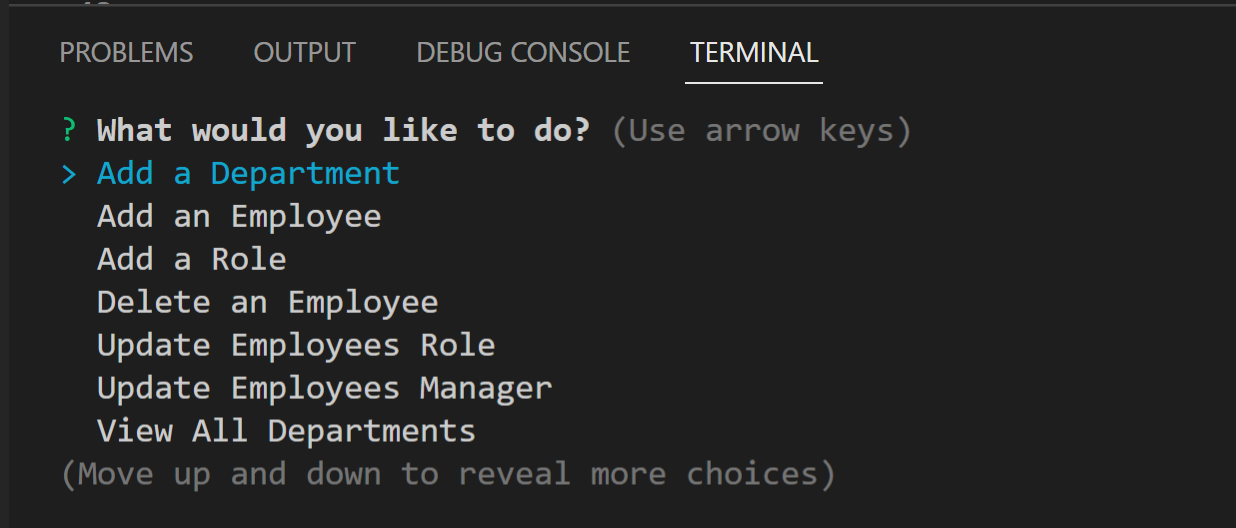 PROBLEMS OUTPUT DEBUG CONSOLE TERMINAL
? What would you like to do? (Use arrow keys)
> Add a Department
Add an Employee
Add a Role
Delete an Employee
Update Employees Role
Update Employees Manager
View All Departments
(Move up and down to reveal more choices)